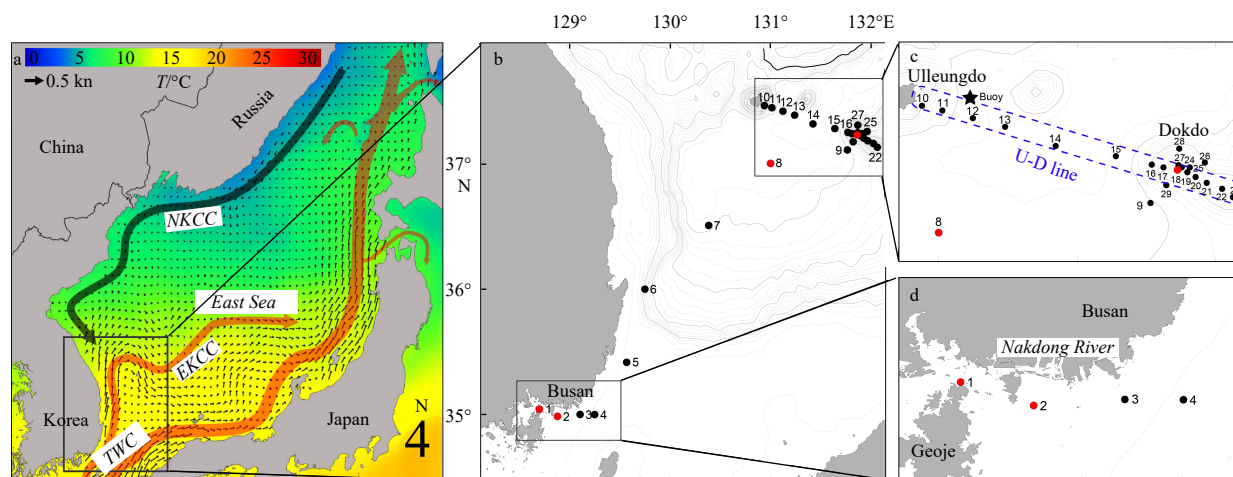 129°
130°
131°
132°E
a
0
5
10
15
20
25
30
0.5 kn
T/°C
Russia
China
NKCC
East Sea
EKCC
Korea
TWC
Japan
N
4
b
37°
N
36°
35°
10
11
12
13
14
15
16
27
25
9
22
8
7
6
5
Busan
1
2
3
4
c
Ulleungdo
Buoy
10
11
12
13
14
15
Dokdo
28
27
24
26
25
16
17
18
19
20
21
22
29
9
U-D line
8
d
Busan
Nakdong River
1
2
3
4
Geoje